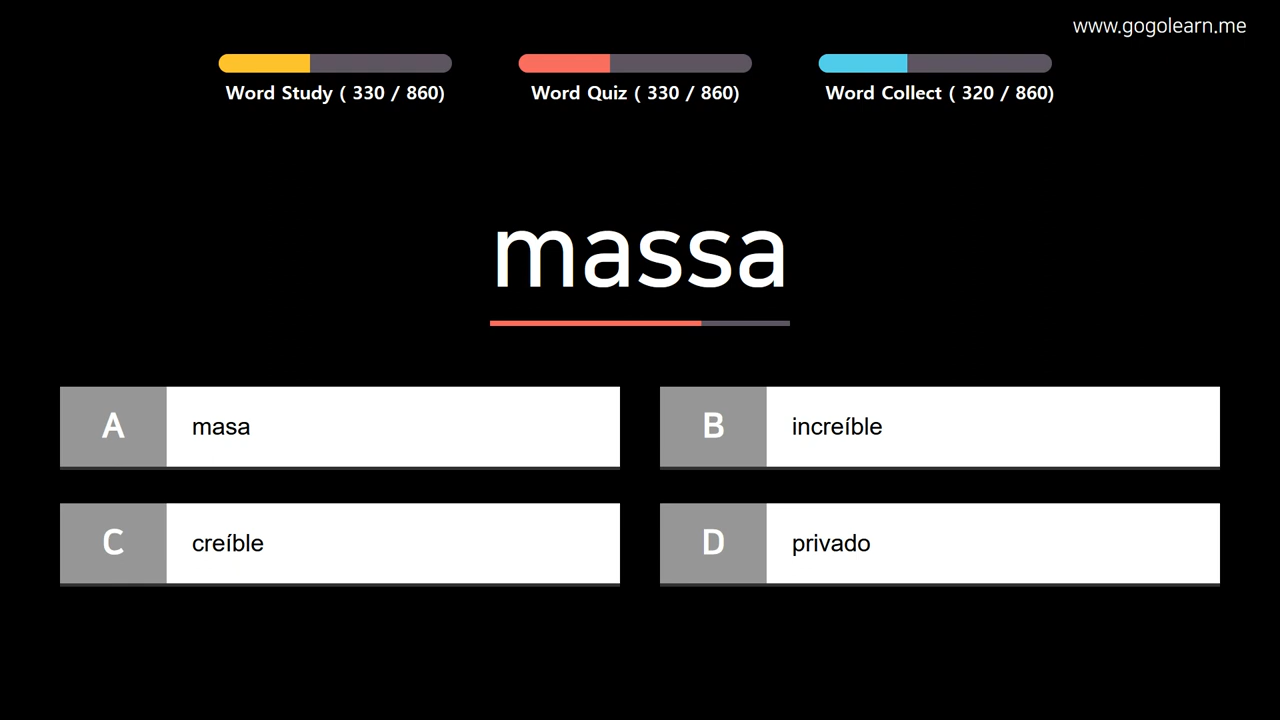 www.gogolearn.me
Word Study ( 330 / 860)
Word Quiz ( 330 / 860)
Word Collect ( 320 / 860)
massa
A masa
B increíble
C creíble
D privado